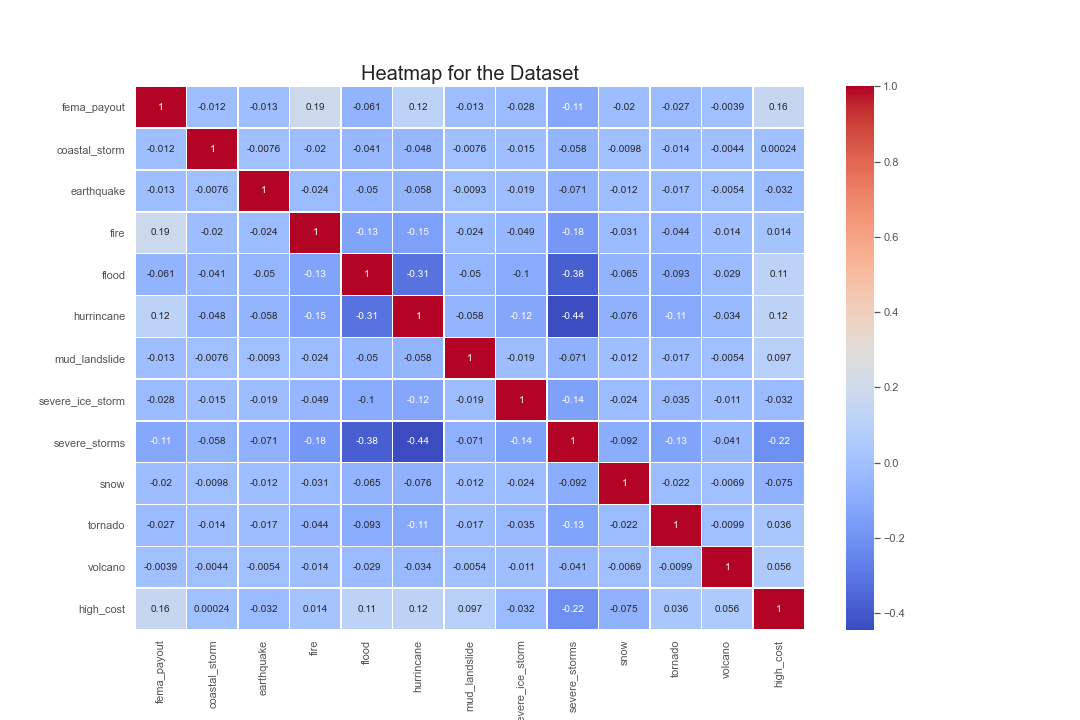 Heatmap for the Dataset
fema_payout 1 -0.012 -0.013 0.19 -0.061 0.12 -0.013 -0.028 -0.11 -0.02 -0.027 -0.0039 0.16
coastal_storm -0.012 1 -0.0076 -0.02 -0.041 -0.048 -0.0076 -0.015 -0.058 -0.0098 -0.014 -0.0044 0.00024
earthquake -0.013 -0.0076 1 -0.024 -0.05 -0.058 -0.0093 -0.019 -0.071 -0.012 -0.017 -0.0054 -0.032
fire 0.19 -0.02 -0.024 1 -0.13 -0.15 -0.024 -0.049 -0.18 -0.031 -0.044 -0.014 0.014
flood -0.061 -0.041 -0.05 -0.13 1 -0.31 -0.05 -0.1 -0.38 -0.065 -0.093 -0.029 0.11
hurrincane 0.12 -0.048 -0.058 -0.15 -0.31 1 -0.058 -0.12 -0.44 -0.076 -0.11 -0.034 0.12
mud_landslide -0.013 -0.0076 -0.0093 -0.024 -0.05 -0.058 1 -0.019 -0.071 -0.012 -0.017 -0.0054 0.097
severe_ice_storm -0.028 -0.015 -0.019 -0.049 -0.1 -0.12 -0.019 1 -0.14 -0.024 -0.035 -0.011 -0.032
severe_storms -0.11 -0.058 -0.071 -0.18 -0.38 -0.44 -0.071 -0.14 1 -0.092 -0.13 -0.041 -0.22
snow -0.02 -0.0098 -0.012 -0.031 -0.065 -0.076 -0.012 -0.024 -0.092 1 -0.022 -0.0069 -0.075
tornado -0.027 -0.014 -0.017 -0.044 -0.093 -0.11 -0.017 -0.035 -0.13 -0.022 1 -0.0099 0.036
volcano -0.0039 -0.0044 -0.0054 -0.014 -0.029 -0.034 -0.0054 -0.011 -0.041 -0.0069 -0.0099 1 0.056
high_cost 0.16 0.00024 -0.032 0.014 0.11 0.12 0.097 -0.032 -0.22 -0.075 0.036 0.056 1
fema_payout
coastal_storm
earthquake
fire
flood
hurrincane
mud_landslide
evere_ice_storm
severe_storms
snow
tornado
volcano
high_cost
1.0
0.8
0.6
0.4
0.2
0.0
−0.2
−0.4